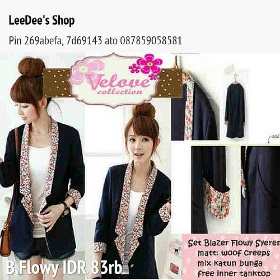 LeeDee's Shop
Pin 269abefa, 7d69143 ato 087859058581
Velove
collection
Set Blazer Flowy Syeret
matt: woof Creeps
mix katun bunga
free inner tanktop
B.Flowy IDR 83rb